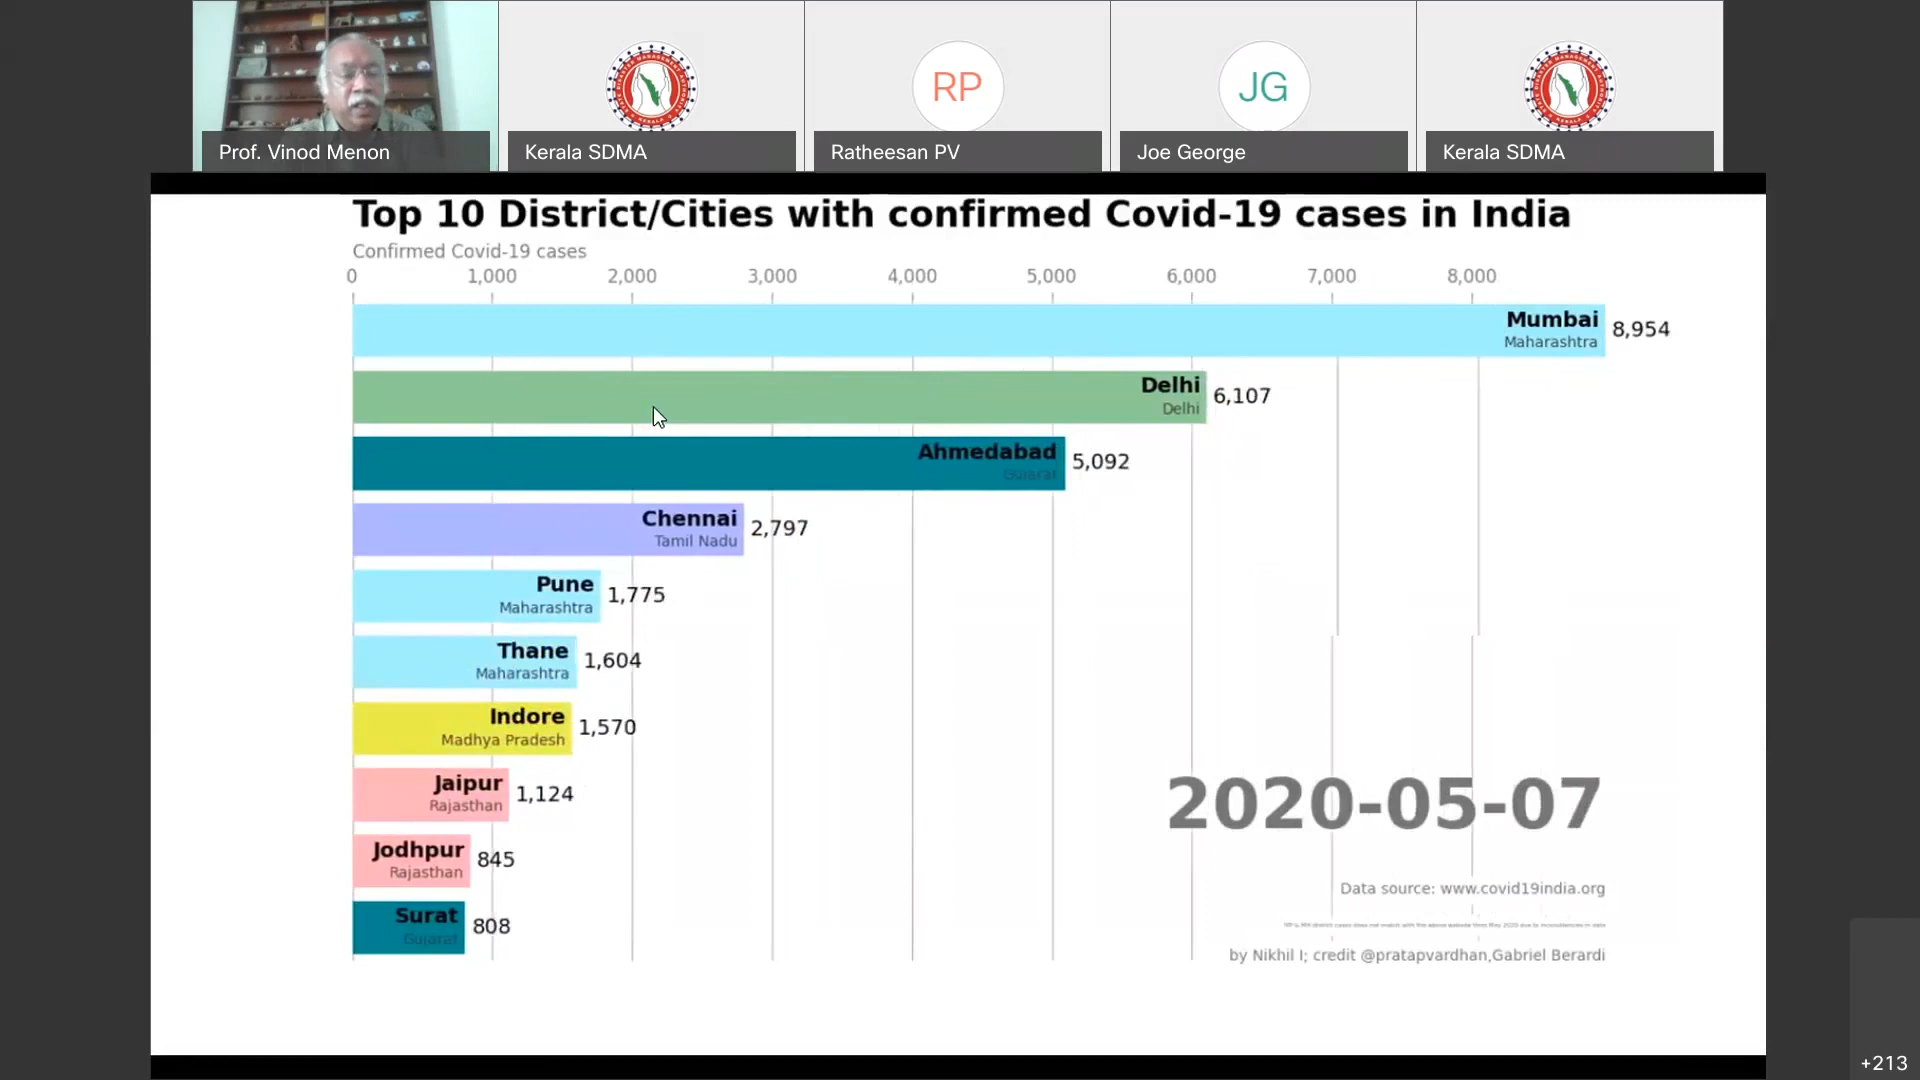 Prof. Vinod Menon
Kerala SDMA
RP
Ratheesan PV
JG
Joe George
Kerala SDMA
Top 10 District/Cities with confirmed Covid-19 cases in India
Confirmed Covid-19 cases
0 1,000 2,000 3,000 4,000 5,000 6,000 7,000 8,000
Mumbai 8,954
Maharashtra
Delhi 6,107
Delhi
Ahmedabad 5,092
Gujarat
Chennai 2,797
Tamil Nadu
Pune 1,775
Maharashtra
Thane 1,604
Maharashtra
Indore 1,570
Madhya Pradesh
Jaipur 1,124
Rajasthan
Jodhpur 845
Rajasthan
Surat 808
Gujarat
2020-05-07
Data source: www.covid19india.org
by Nikhil I; credit @pratapvardhan,Gabriel Berardi
+213